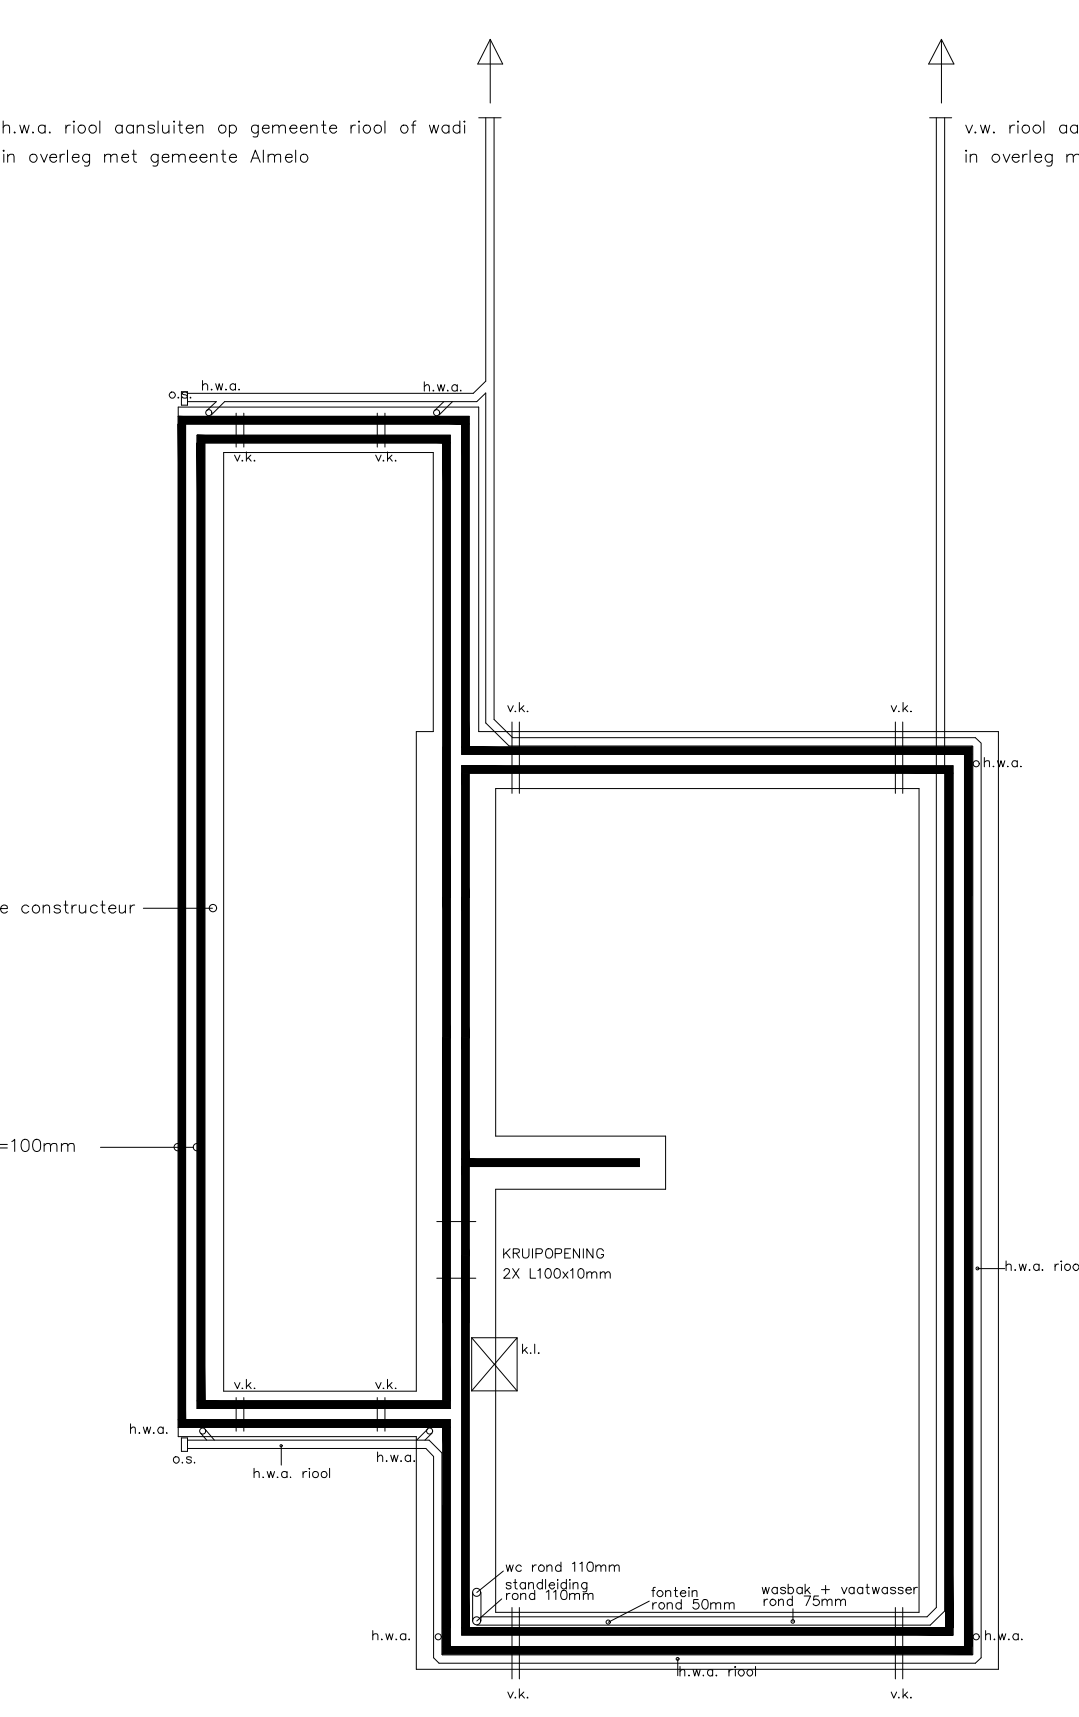 h.w.a. riool aansluiten op gemeente riool of wadi
in overleg met gemeente Almelo
v.w. riool aa
in overleg m
o.s.
h.w.a.
h.w.a.
v.k.
v.k.
v.k.
v.k.
h.w.a.
e constructeur
=100mm
KRUIPOPENING
2X L100x10mm
h.w.a. rioo
k.l.
v.k.
v.k.
h.w.a.
o.s.
h.w.a. riool
h.w.a.
wc rond 110mm
standleiding
rond 110mm
fontein
rond 50mm
wasbak + vaatwasser
rond 75mm
h.w.a.
h.w.a.
h.w.a. riool
v.k.
v.k.